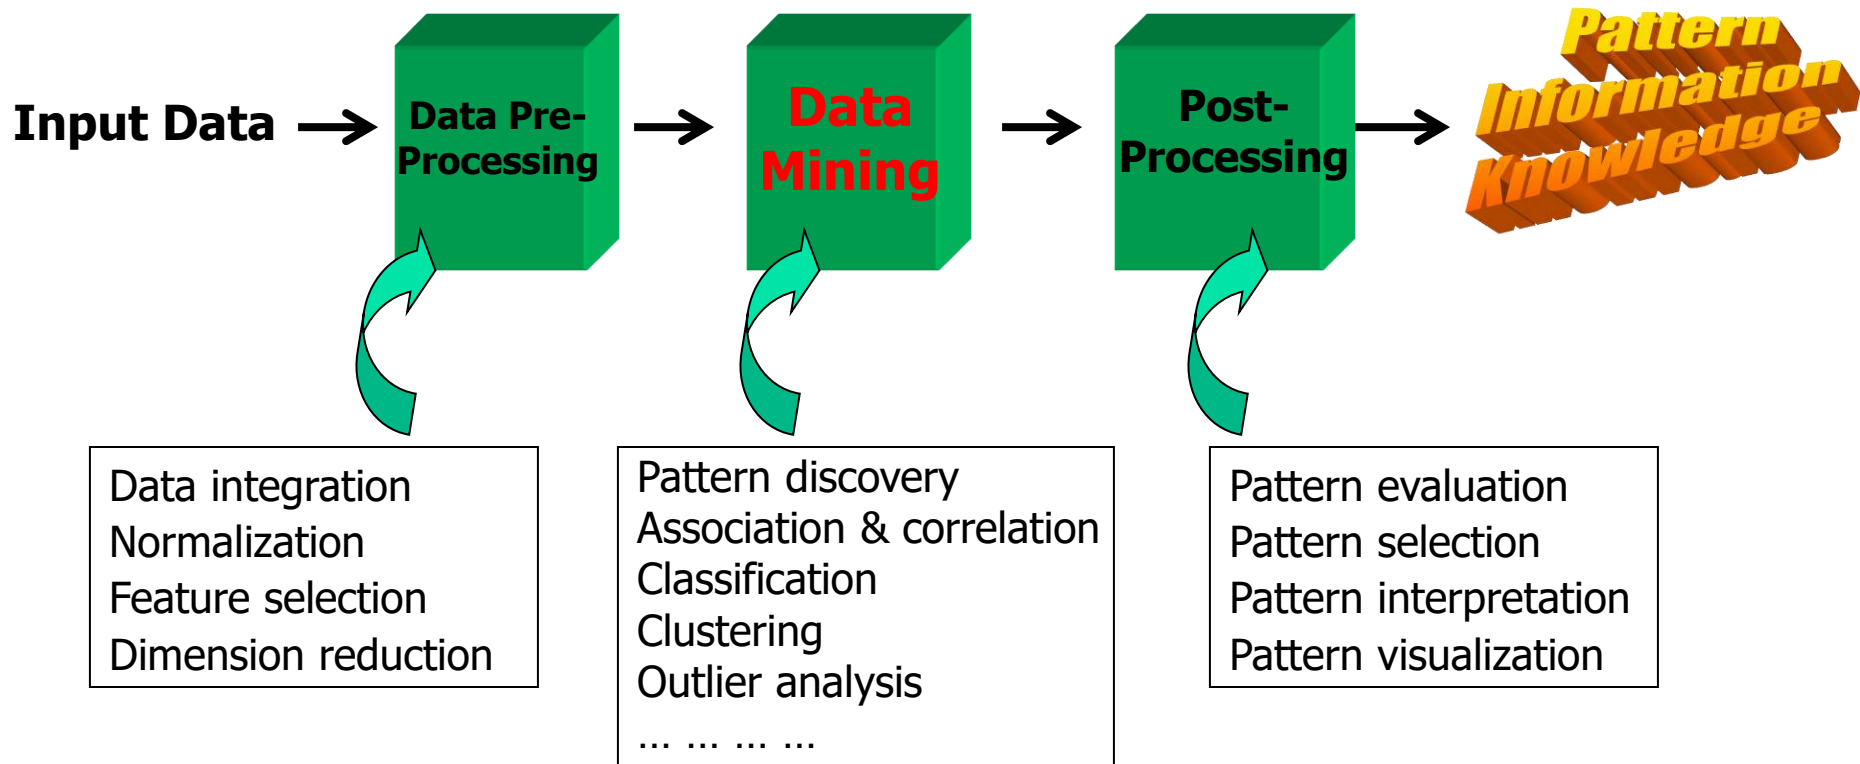 Input Data
Data Pre-
Processing
Data
Mining
Post-
Processing
Pattern
Information
Knowledge
Data integration
Normalization
Feature selection
Dimension reduction
Pattern discovery
Association & correlation
Classification
Clustering
Outlier analysis
… … … …
Pattern evaluation
Pattern selection
Pattern interpretation
Pattern visualization